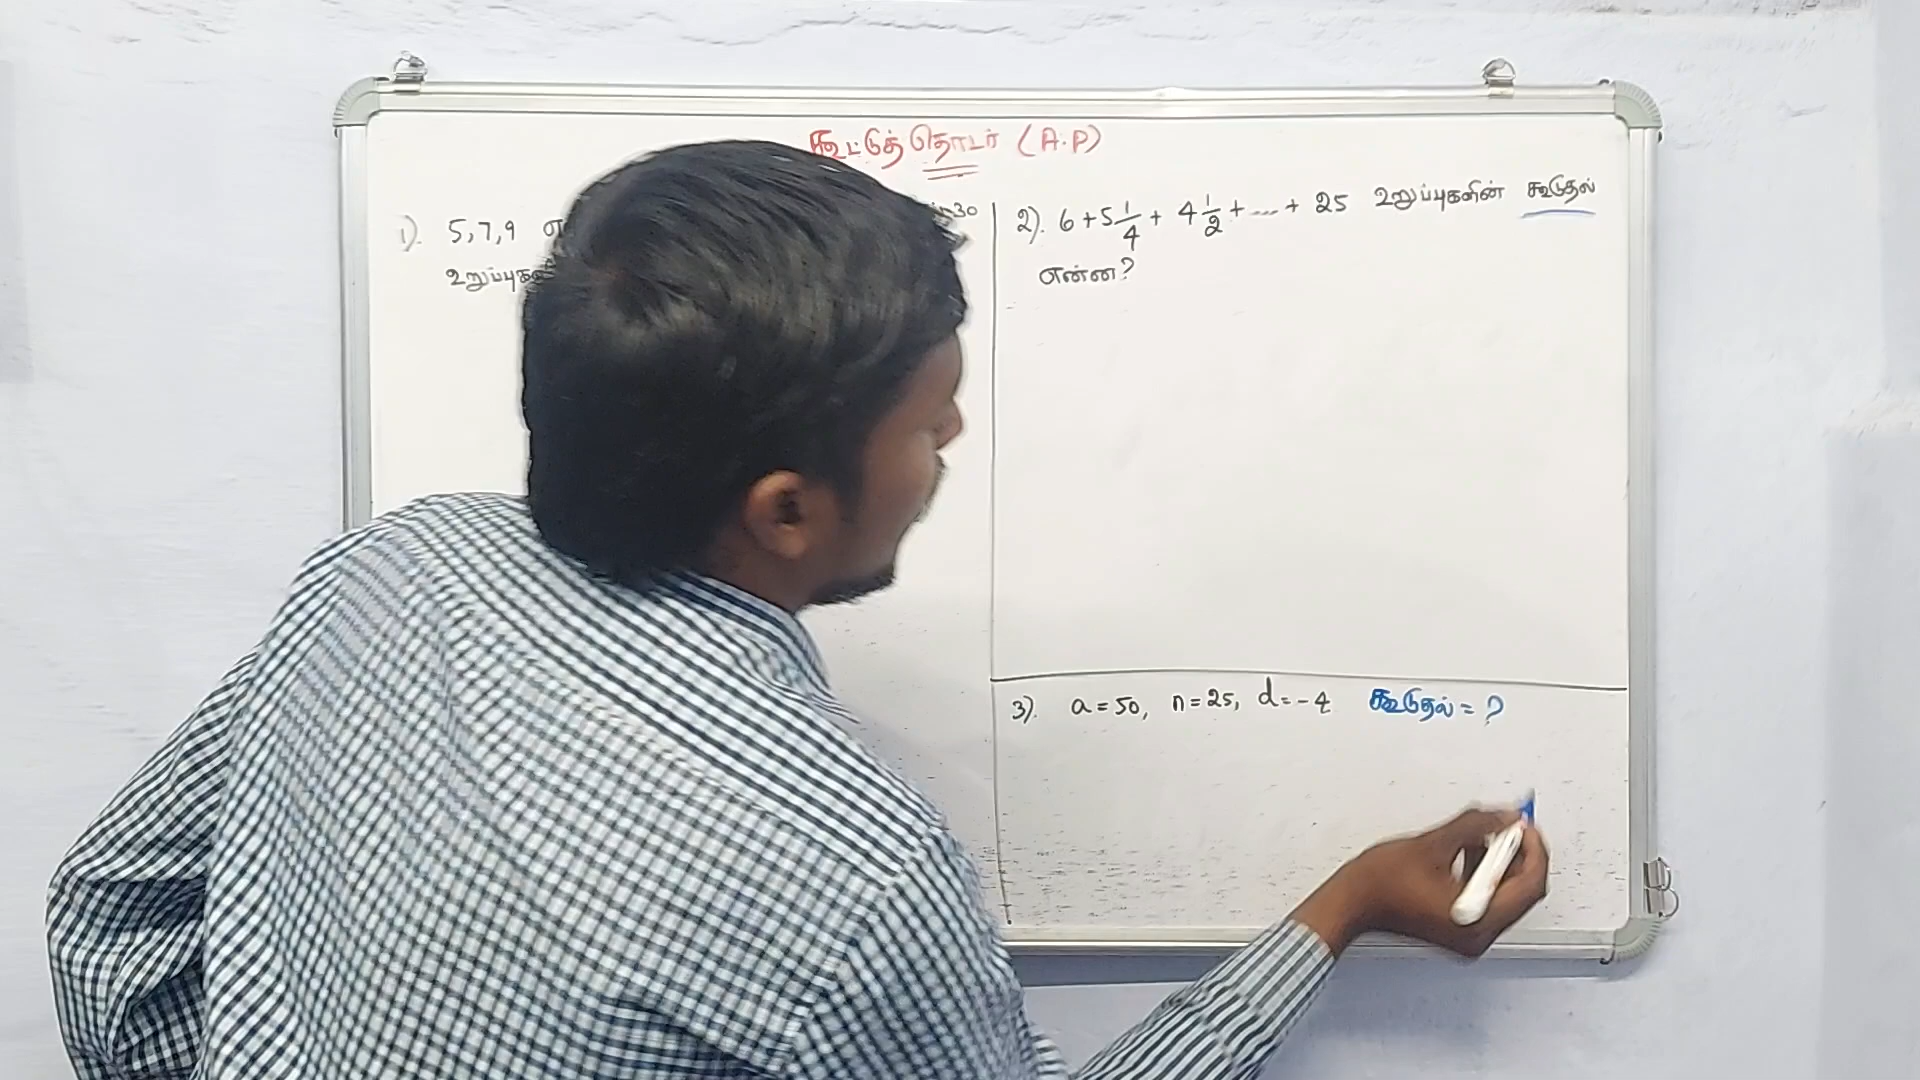 கூட்டுத் தொடர் (A.P)
1). 5,7,9
உறுப்புக
30
2). 6 + 5 1/4 + 4 1/2 + .... + 25 உறுப்புகளின் கூடுதல்
என்ன?
3). a = 50, n = 25, d = - 4 கூடுதல் = ?